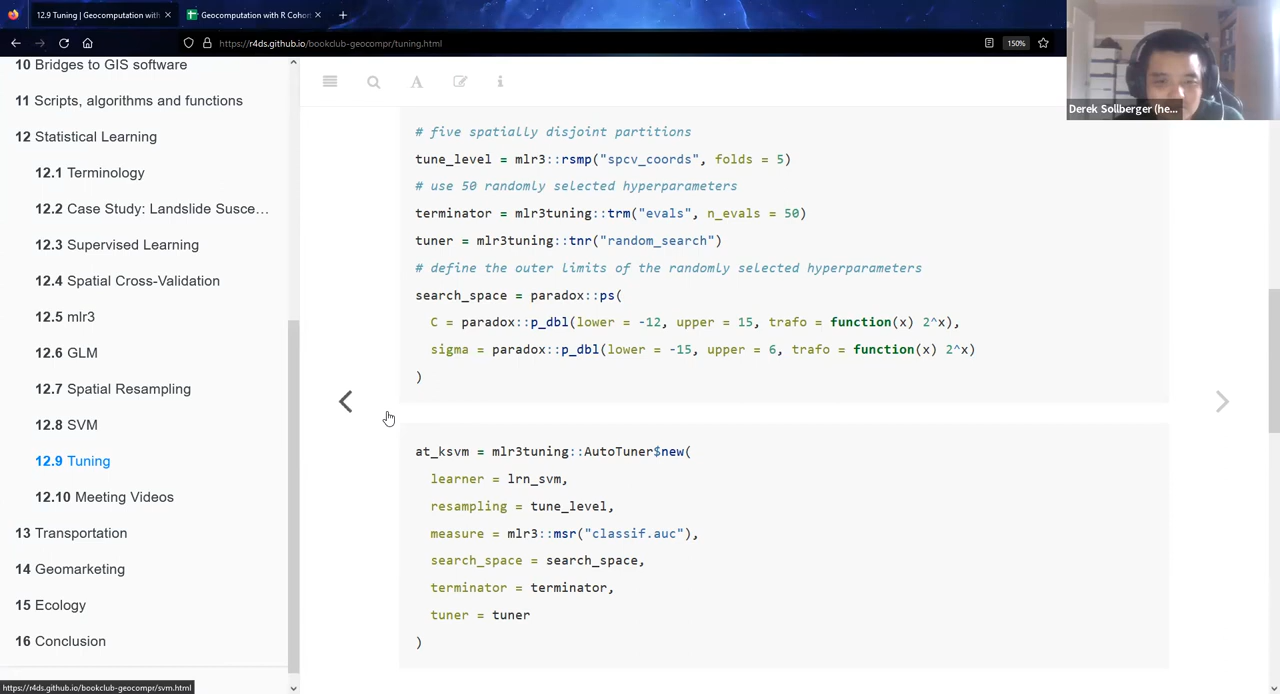 12.9 Tuning | Geocomputation with
Geocomputation with R Cohor
https://r4ds.github.io/bookclub-geocompr/tuning.html
150%
Derek Sollberger (he...
10 Bridges to GIS software
11 Scripts, algorithms and functions
12 Statistical Learning
12.1 Terminology
12.2 Case Study: Landslide Susce…
12.3 Supervised Learning
12.4 Spatial Cross-Validation
12.5 mlr3
12.6 GLM
12.7 Spatial Resampling
12.8 SVM
12.9 Tuning
12.10 Meeting Videos
13 Transportation
14 Geomarketing
15 Ecology
16 Conclusion
https://r4ds.github.io/bookclub-geocompr/svm.html
# five spatially disjoint partitions
tune_level = mlr3::rsmp("spcv_coords", folds = 5)
# use 50 randomly selected hyperparameters
terminator = mlr3tuning::trm("evals", n_evals = 50)
tuner = mlr3tuning::tnr("random_search")
# define the outer limits of the randomly selected hyperparameters
search_space = paradox::ps(
C = paradox::p_dbl(lower = -12, upper = 15, trafo = function(x) 2^x),
sigma = paradox::p_dbl(lower = -15, upper = 6, trafo = function(x) 2^x)
)
at_ksvm = mlr3tuning::AutoTuner$new(
learner = lrn_svm,
resampling = tune_level,
measure = mlr3::msr("classif.auc"),
search_space = search_space,
terminator = terminator,
tuner = tuner
)